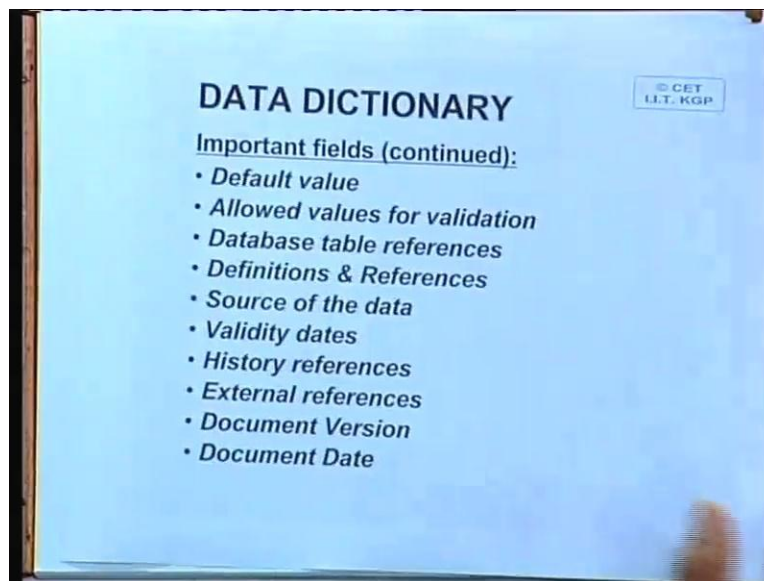 DATA DICTIONARY
© CET
I.I.T. KGP
Important fields (continued):
• Default value
• Allowed values for validation
• Database table references
• Definitions & References
• Source of the data
• Validity dates
• History references
• External references
• Document Version
• Document Date